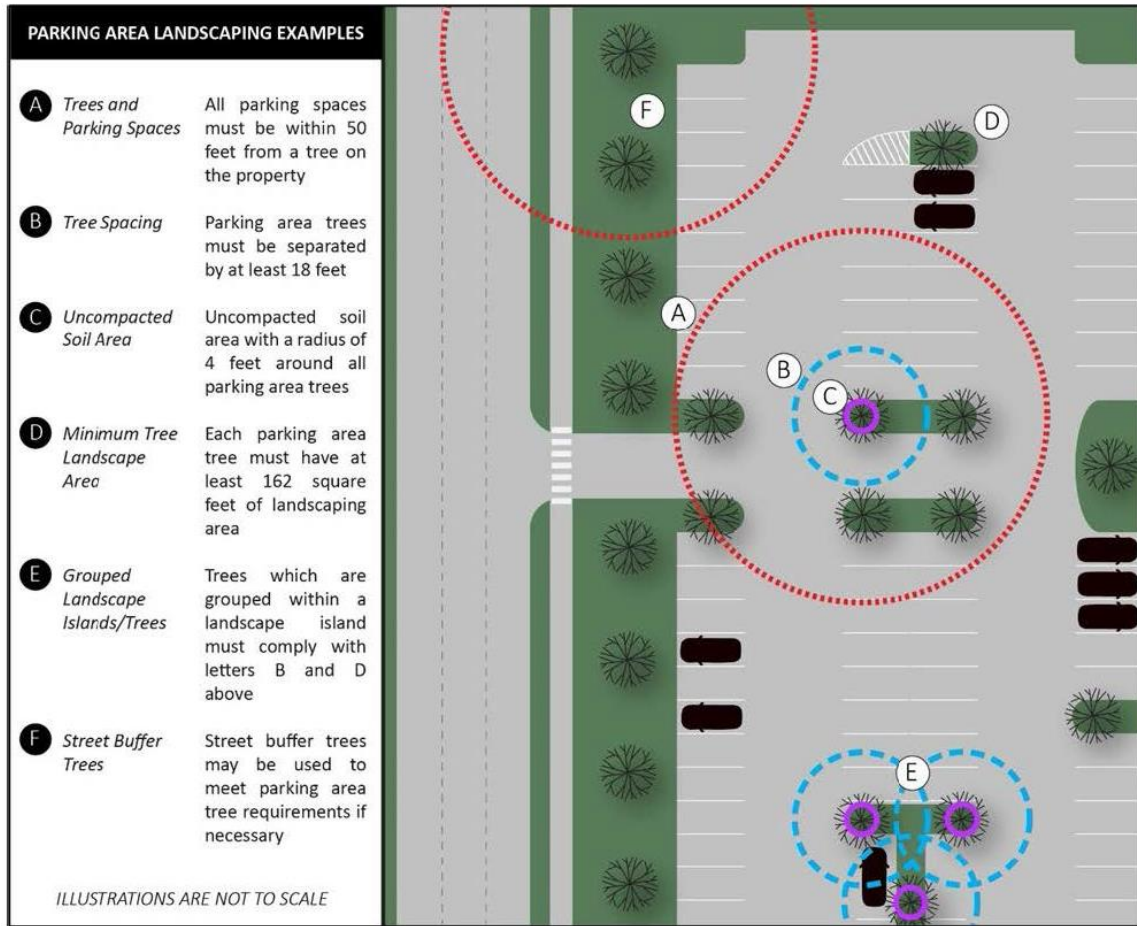 PARKING AREA LANDSCAPING EXAMPLES
A
Trees and
Parking Spaces
All parking spaces
must be within 50
feet from a tree on
the property
B
Tree Spacing
Parking area trees
must be separated
by at least 18 feet
C
Uncompacted
Soil Area
Uncompacted soil
area with a radius of
4 feet around all
parking area trees
D
Minimum Tree
Landscape
Area
Each parking area
tree must have at
least 162 square
feet of landscaping
area
E
Grouped
Landscape
Islands/Trees
Trees which are
grouped within a
landscape island
must comply with
letters B and D
above
F
Street Buffer
Trees
Street buffer trees
may be used to
meet parking area
tree requirements if
necessary
ILLUSTRATIONS ARE NOT TO SCALE
F
D
A
B
C
E